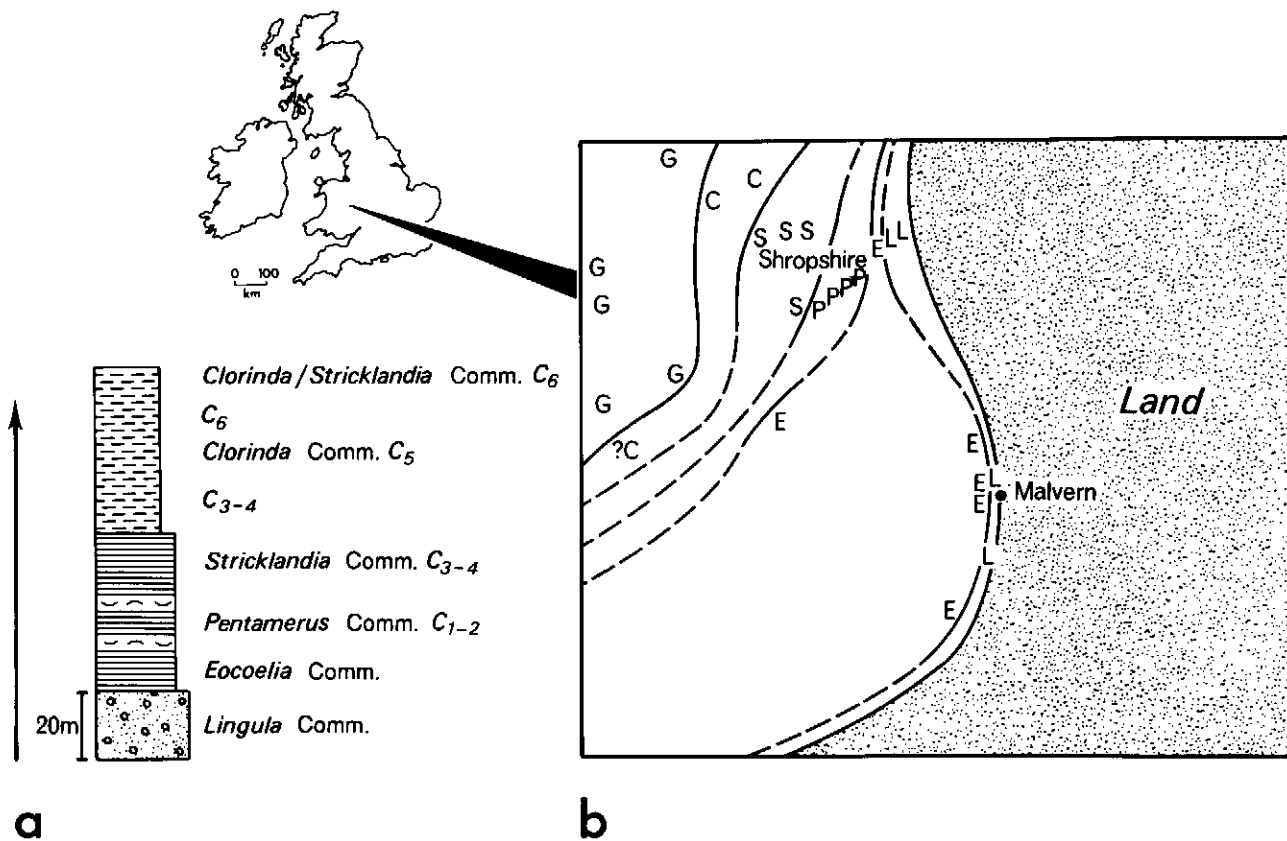 0 100
km
Clorinda/Stricklandia Comm. C6
C6
Clorinda Comm. C5
C3-4
Stricklandia Comm. C3-4
Pentamerus Comm. C1-2
Eocoelia Comm.
20m
Lingula Comm.
a
G
C
C
S S S
E L L
Shropshire
G
G
S P P P P
G
G
E
?C
Land
E
E L
E
Malvern
L
E
b